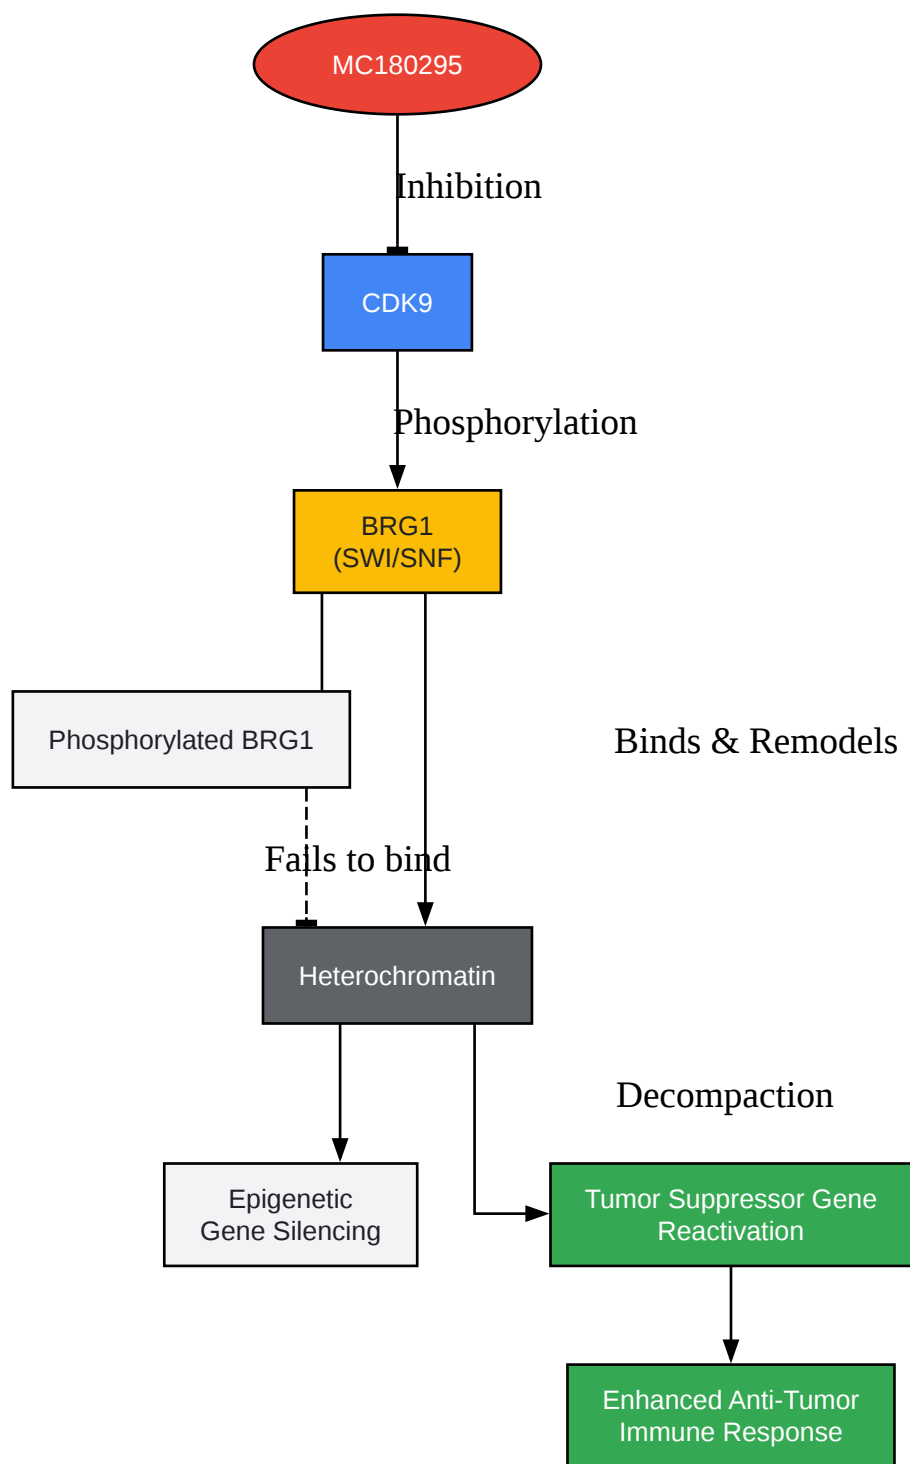 MC180295
Inhibition
CDK9
Phosphorylation
BRG1
(SWI/SNF)
Phosphorylated BRG1
Binds & Remodels
Fails to bind
Heterochromatin
Decompaction
Epigenetic
Gene Silencing
Tumor Suppressor Gene
Reactivation
Enhanced Anti-Tumor
Immune Response